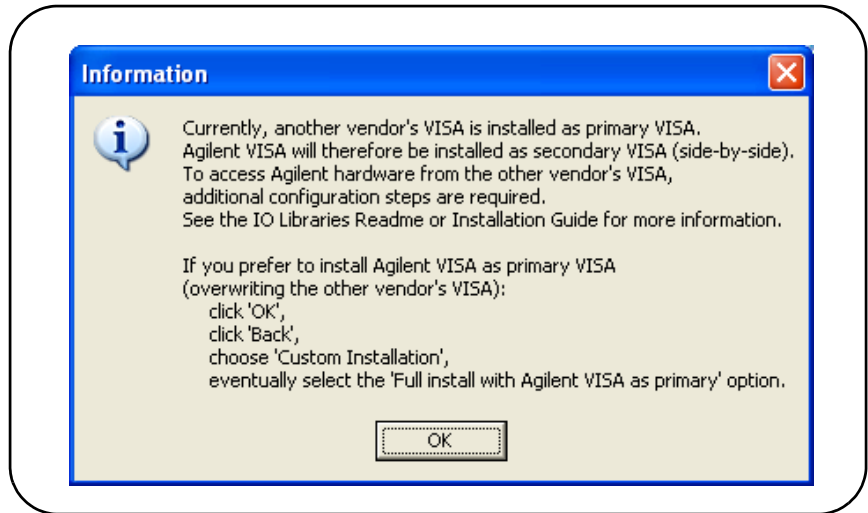 Information
Currently, another vendor's VISA is installed as primary VISA.
Agilent VISA will therefore be installed as secondary VISA (side-by-side).
To access Agilent hardware from the other vendor's VISA,
additional configuration steps are required.
See the IO Libraries Readme or Installation Guide for more information.
If you prefer to install Agilent VISA as primary VISA
(overwriting the other vendor's VISA):
click 'OK',
click 'Back',
choose 'Custom Installation',
eventually select the 'Full install with Agilent VISA as primary' option.
OK